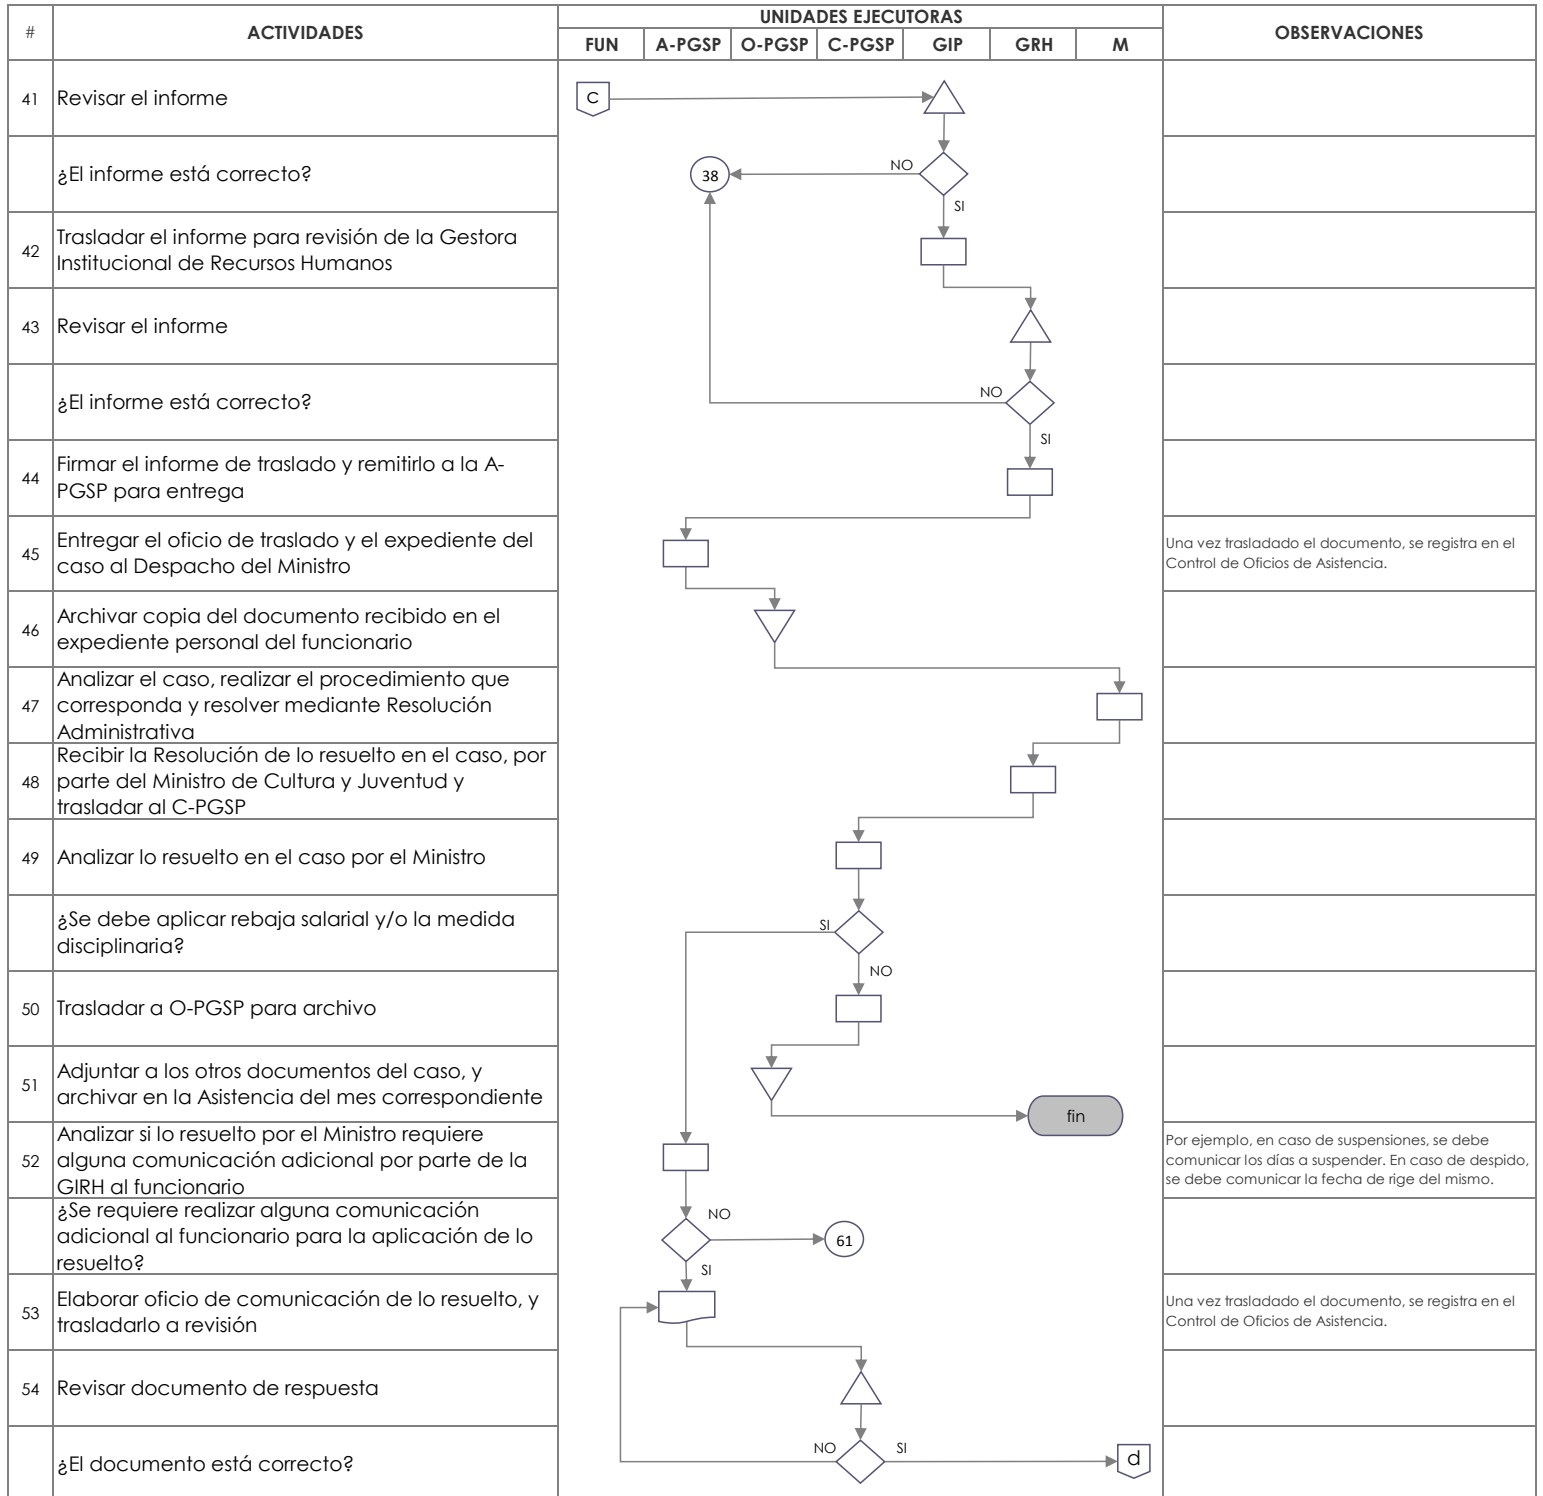 #
ACTIVIDADES
UNIDADES EJECUTORAS
OBSERVACIONES
FUN A-PGSP O-PGSP C-PGSP GIP GRH M
41 Revisar el informe
C
¿El informe está correcto?
38
NO
SI
42 Trasladar el informe para revisión de la Gestora
Institucional de Recursos Humanos
43 Revisar el informe
¿El informe está correcto?
NO
SI
44 Firmar el informe de traslado y remitirlo a la A-
PGSP para entrega
45 Entregar el oficio de traslado y el expediente del
caso al Despacho del Ministro
Una vez trasladado el documento, se registra en el
Control de Oficios de Asistencia.
46 Archivar copia del documento recibido en el
expediente personal del funcionario
47 Analizar el caso, realizar el procedimiento que
corresponda y resolver mediante Resolución
Administrativa
48 Recibir la Resolución de lo resuelto en el caso, por
parte del Ministro de Cultura y Juventud y
trasladar al C-PGSP
49 Analizar lo resuelto en el caso por el Ministro
¿Se debe aplicar rebaja salarial y/o la medida
disciplinaria?
SI
NO
50 Trasladar a O-PGSP para archivo
51 Adjuntar a los otros documentos del caso, y
archivar en la Asistencia del mes correspondiente
fin
52 Analizar si lo resuelto por el Ministro requiere
alguna comunicación adicional por parte de la
GIRH al funcionario
Por ejemplo, en caso de suspensiones, se debe
comunicar los días a suspender. En caso de despido,
se debe comunicar la fecha de rige del mismo.
¿Se requiere realizar alguna comunicación
adicional al funcionario para la aplicación de lo
resuelto?
NO
61
SI
53 Elaborar oficio de comunicación de lo resuelto, y
trasladarlo a revisión
Una vez trasladado el documento, se registra en el
Control de Oficios de Asistencia.
54 Revisar documento de respuesta
¿El documento está correcto?
NO
SI
d